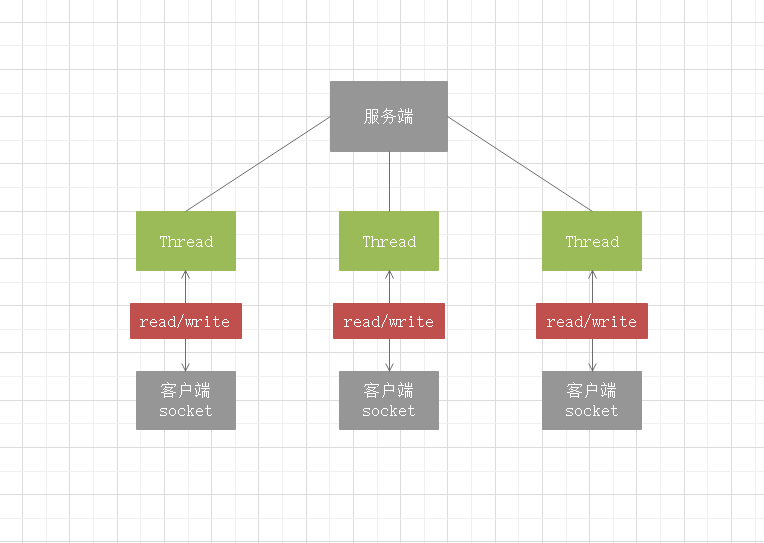 服务端
Thread
Thread
Thread
read/write
read/write
read/write
客户端
socket
客户端
socket
客户端
socket